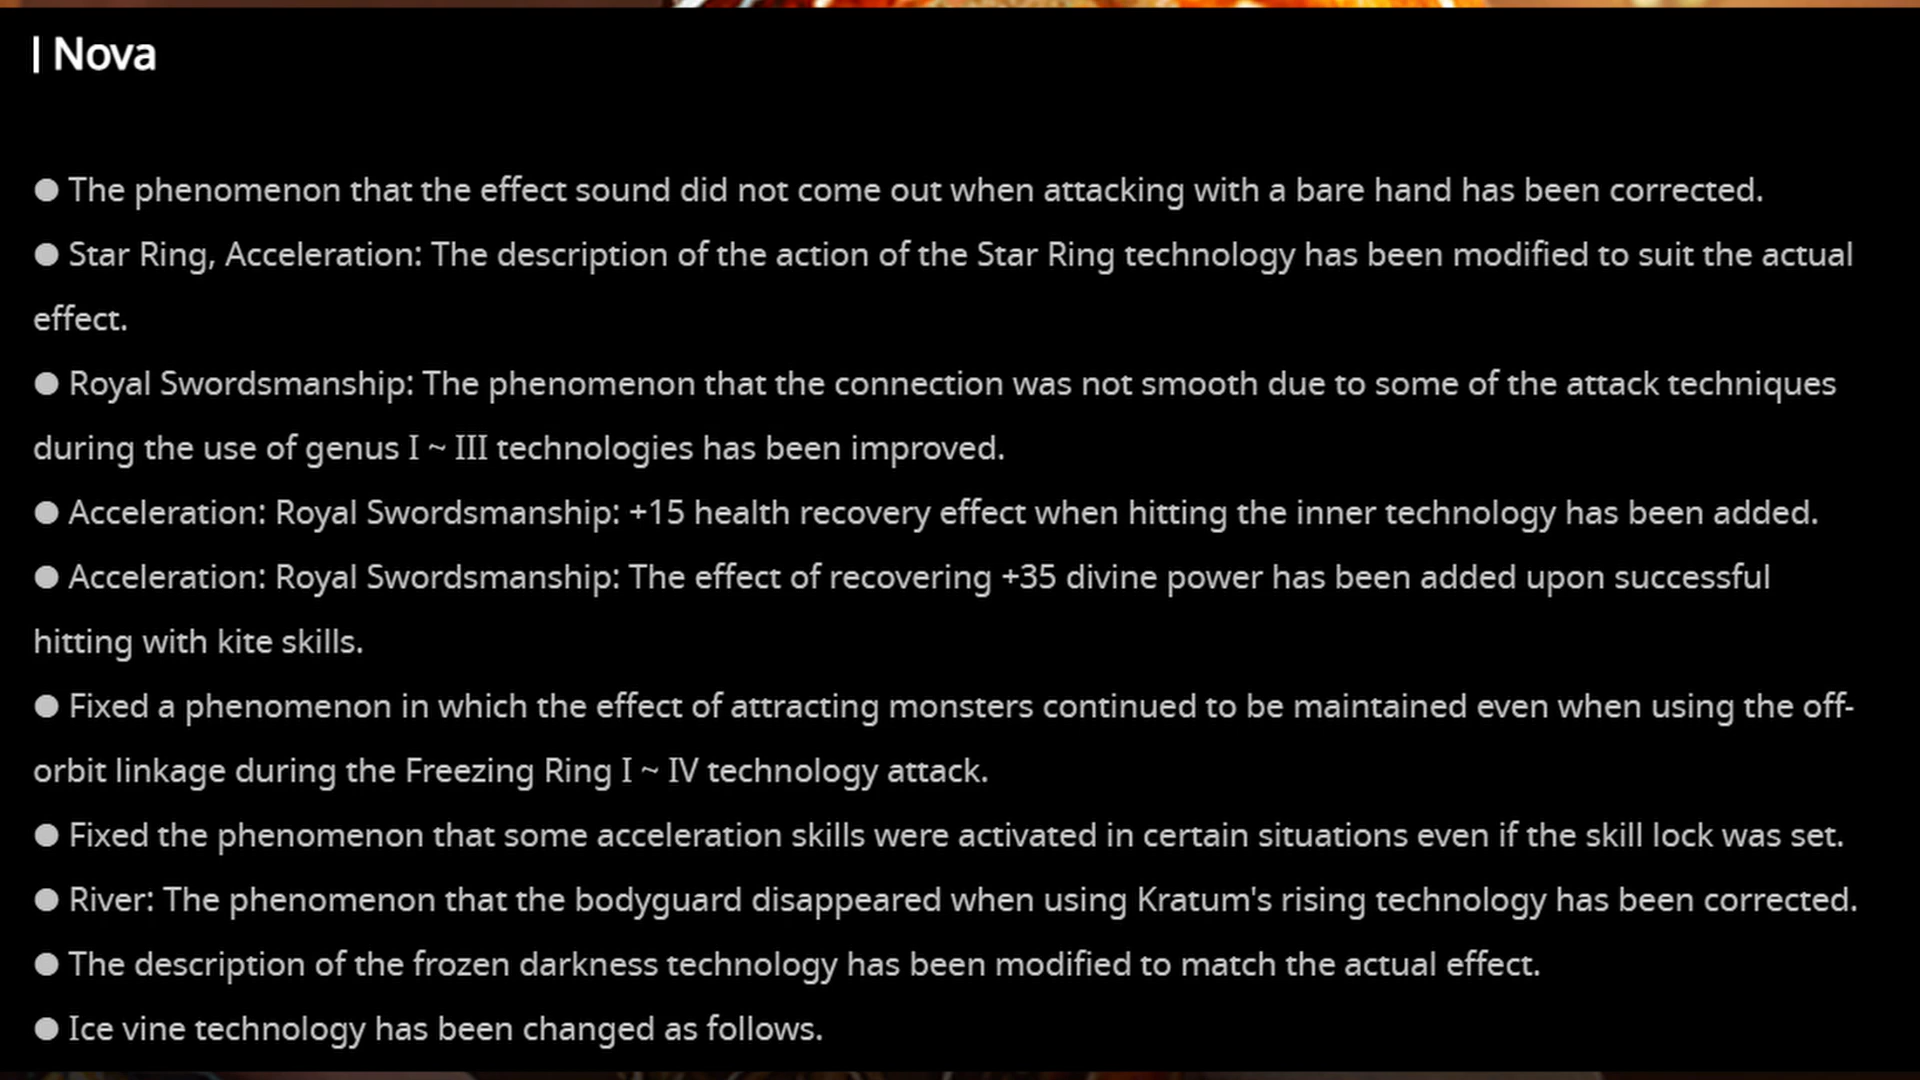 | Nova
● The phenomenon that the effect sound did not come out when attacking with a bare hand has been corrected.
● Star Ring, Acceleration: The description of the action of the Star Ring technology has been modified to suit the actual
effect.
● Royal Swordsmanship: The phenomenon that the connection was not smooth due to some of the attack techniques
during the use of genus I ~ III technologies has been improved.
● Acceleration: Royal Swordsmanship: +15 health recovery effect when hitting the inner technology has been added.
● Acceleration: Royal Swordsmanship: The effect of recovering +35 divine power has been added upon successful
hitting with kite skills.
● Fixed a phenomenon in which the effect of attracting monsters continued to be maintained even when using the off-
orbit linkage during the Freezing Ring I ~ IV technology attack.
● Fixed the phenomenon that some acceleration skills were activated in certain situations even if the skill lock was set.
● River: The phenomenon that the bodyguard disappeared when using Kratum's rising technology has been corrected.
● The description of the frozen darkness technology has been modified to match the actual effect.
● Ice vine technology has been changed as follows.